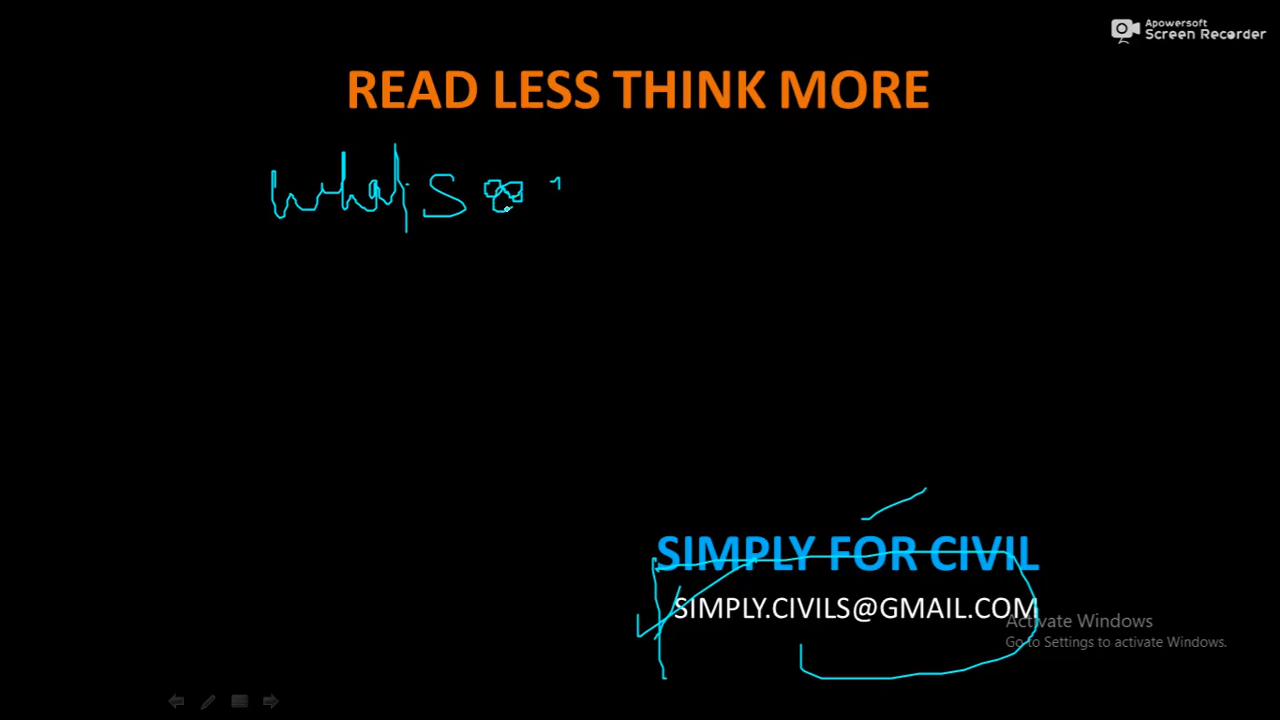 Apowersoft
Screen Recorder
READ LESS THINK MORE
What S
SIMPLY FOR CIVIL
SIMPLY.CIVILS@GMAIL.COM
Activate Windows
Go to Settings to activate Windows.